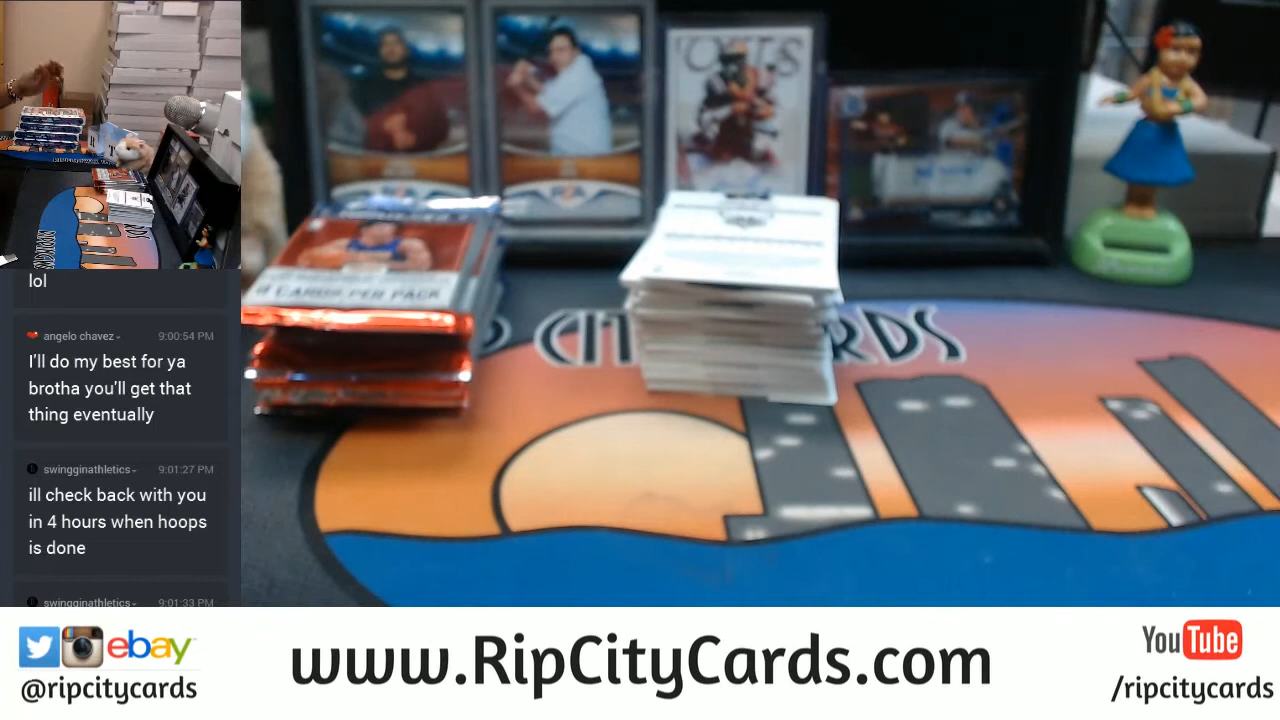 lol
angelo chavez
9:00:54 PM
I'll do my best for ya
brotha you'll get that
thing eventually
swingginathletics
9:01:27 PM
ill check back with you
in 4 hours when hoops
is done
swingginathletics
9:01:33 PM
CARDS PER PACK
CIT
RDS
ebay
@ripcitycards
www.RipCityCards.com
YouTube
/ripcitycards